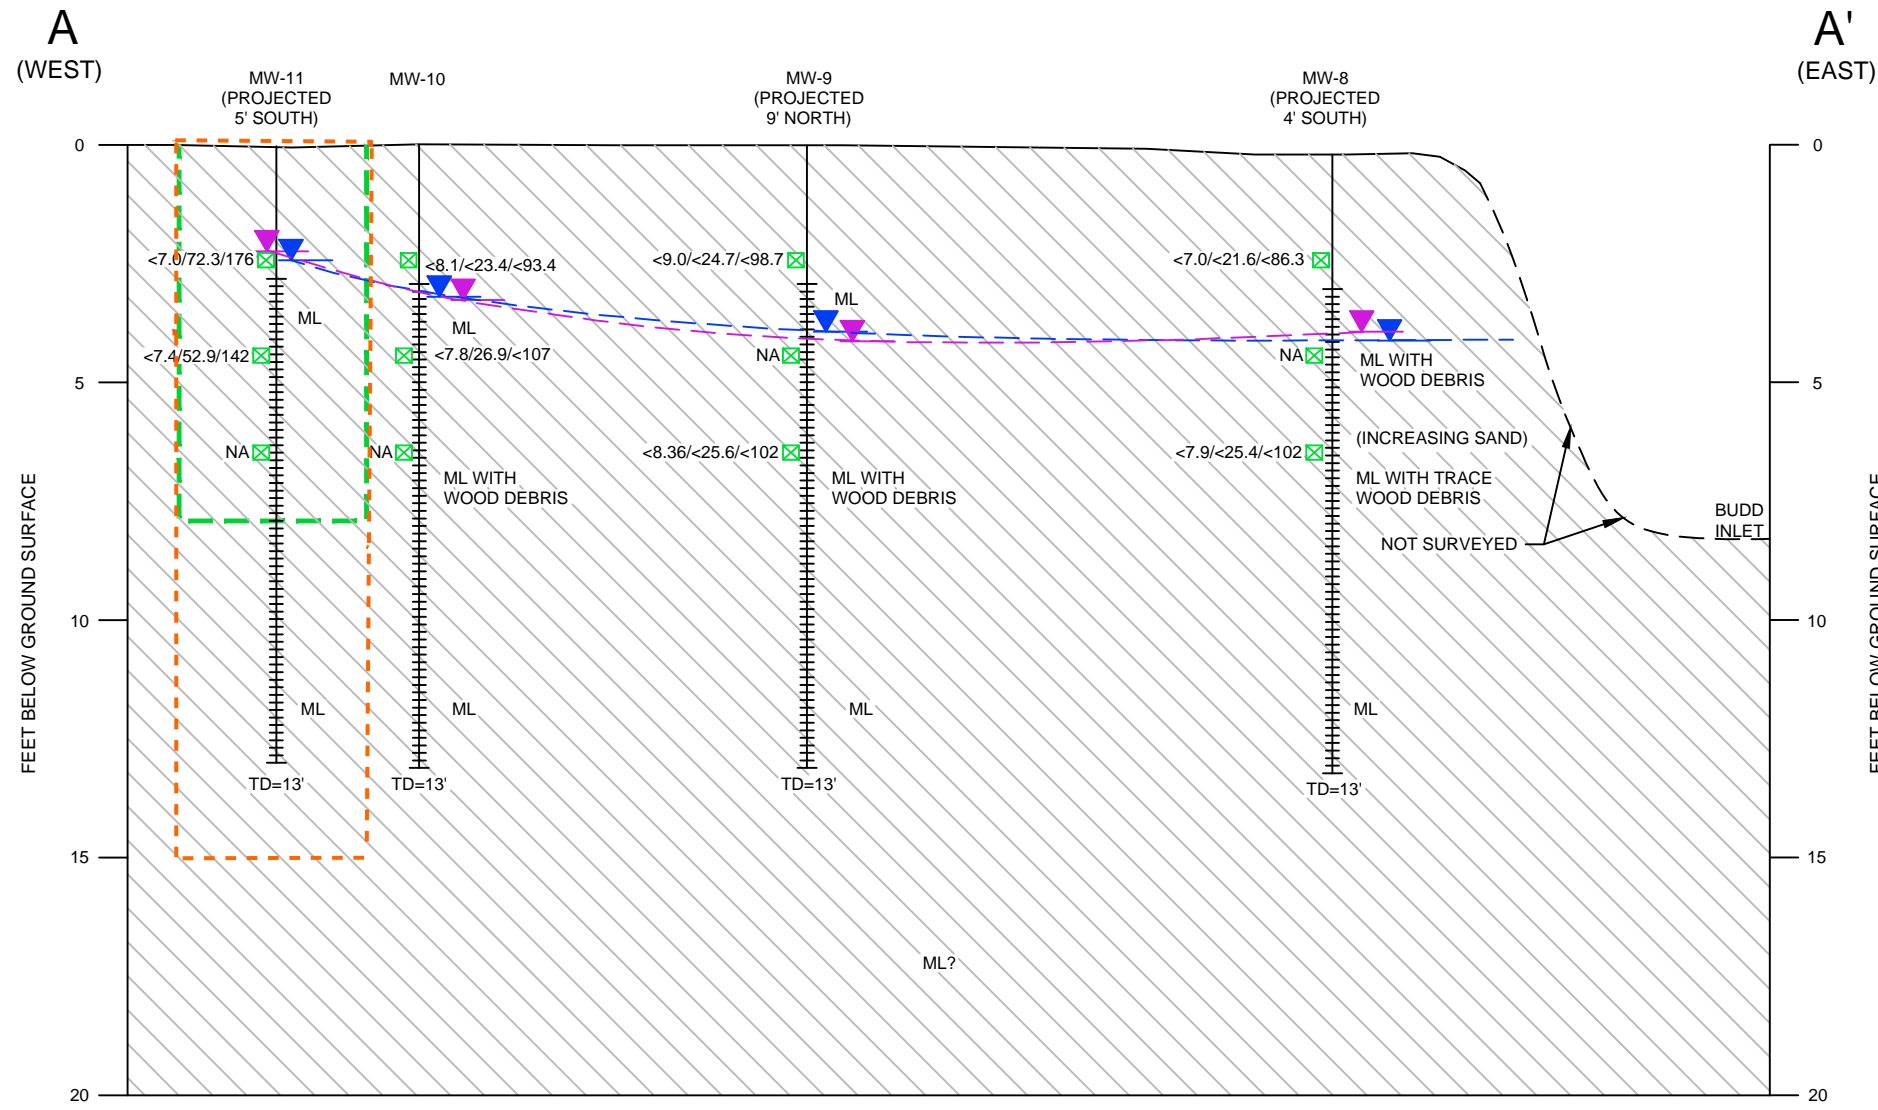 A
A'
(WEST)
(EAST)
MW-11
(PROJECTED
5' SOUTH)
MW-10
MW-9
(PROJECTED
9' NORTH)
MW-8
(PROJECTED
4' SOUTH)
0
0
<7.0/72.3/176
<8.1/<23.4/<93.4
<9.0/<24.7/<98.7
<7.0/<21.6/<86.3
ML
ML
ML
<7.4/52.9/142
<7.8/26.9/<107
NA
NA
ML WITH
WOOD DEBRIS
5
5
(INCREASING SAND)
NA
NA
<8.36/<25.6/<102
<7.9/<25.4/<102
ML WITH
WOOD DEBRIS
ML WITH
WOOD DEBRIS
ML WITH TRACE
WOOD DEBRIS
BUDD
INLET
NOT SURVEYED
FEET BELOW GROUND SURFACE
FEET BELOW GROUND SURFACE
10
10
ML
ML
ML
ML
TD=13'
TD=13'
TD=13'
TD=13'
15
15
ML?
20
20